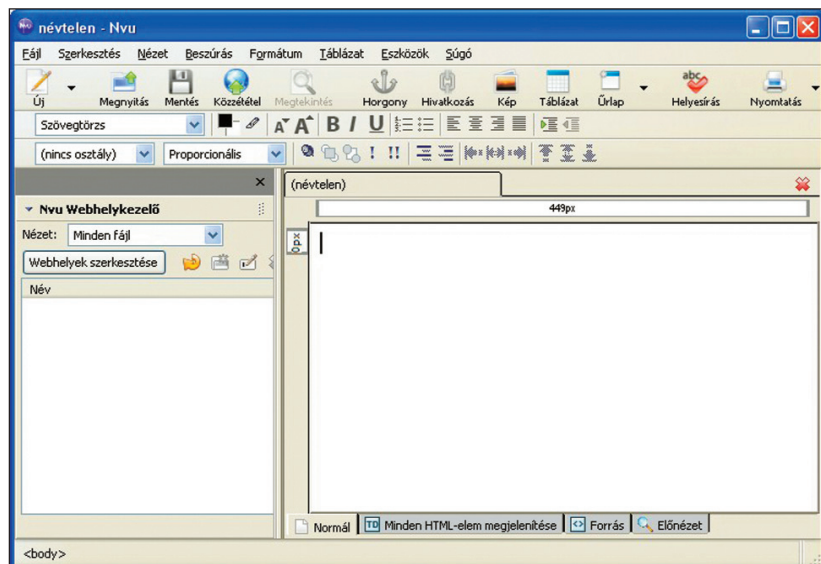 névtelen - Nvu
Fájl Szerkesztés Nézet Beszúrás Formátum Táblázat Eszközök Súgó
Új Megnyitás Mentés Közzététel Megtekintés Horgony Hivatkozás Kép Táblázat Űrlap Helyesírás Nyomtatás
Szövegtörzs A A B I U
(nincs osztály) Proporcionális ! !!
(névtelen)
449px
Nvu Webhelykezelő
Nézet: Minden fájl
0px
Webhelyek szerkesztése
Név
Normál TD Minden HTML-elem megjelenítése Forrás Előnézet
<body>